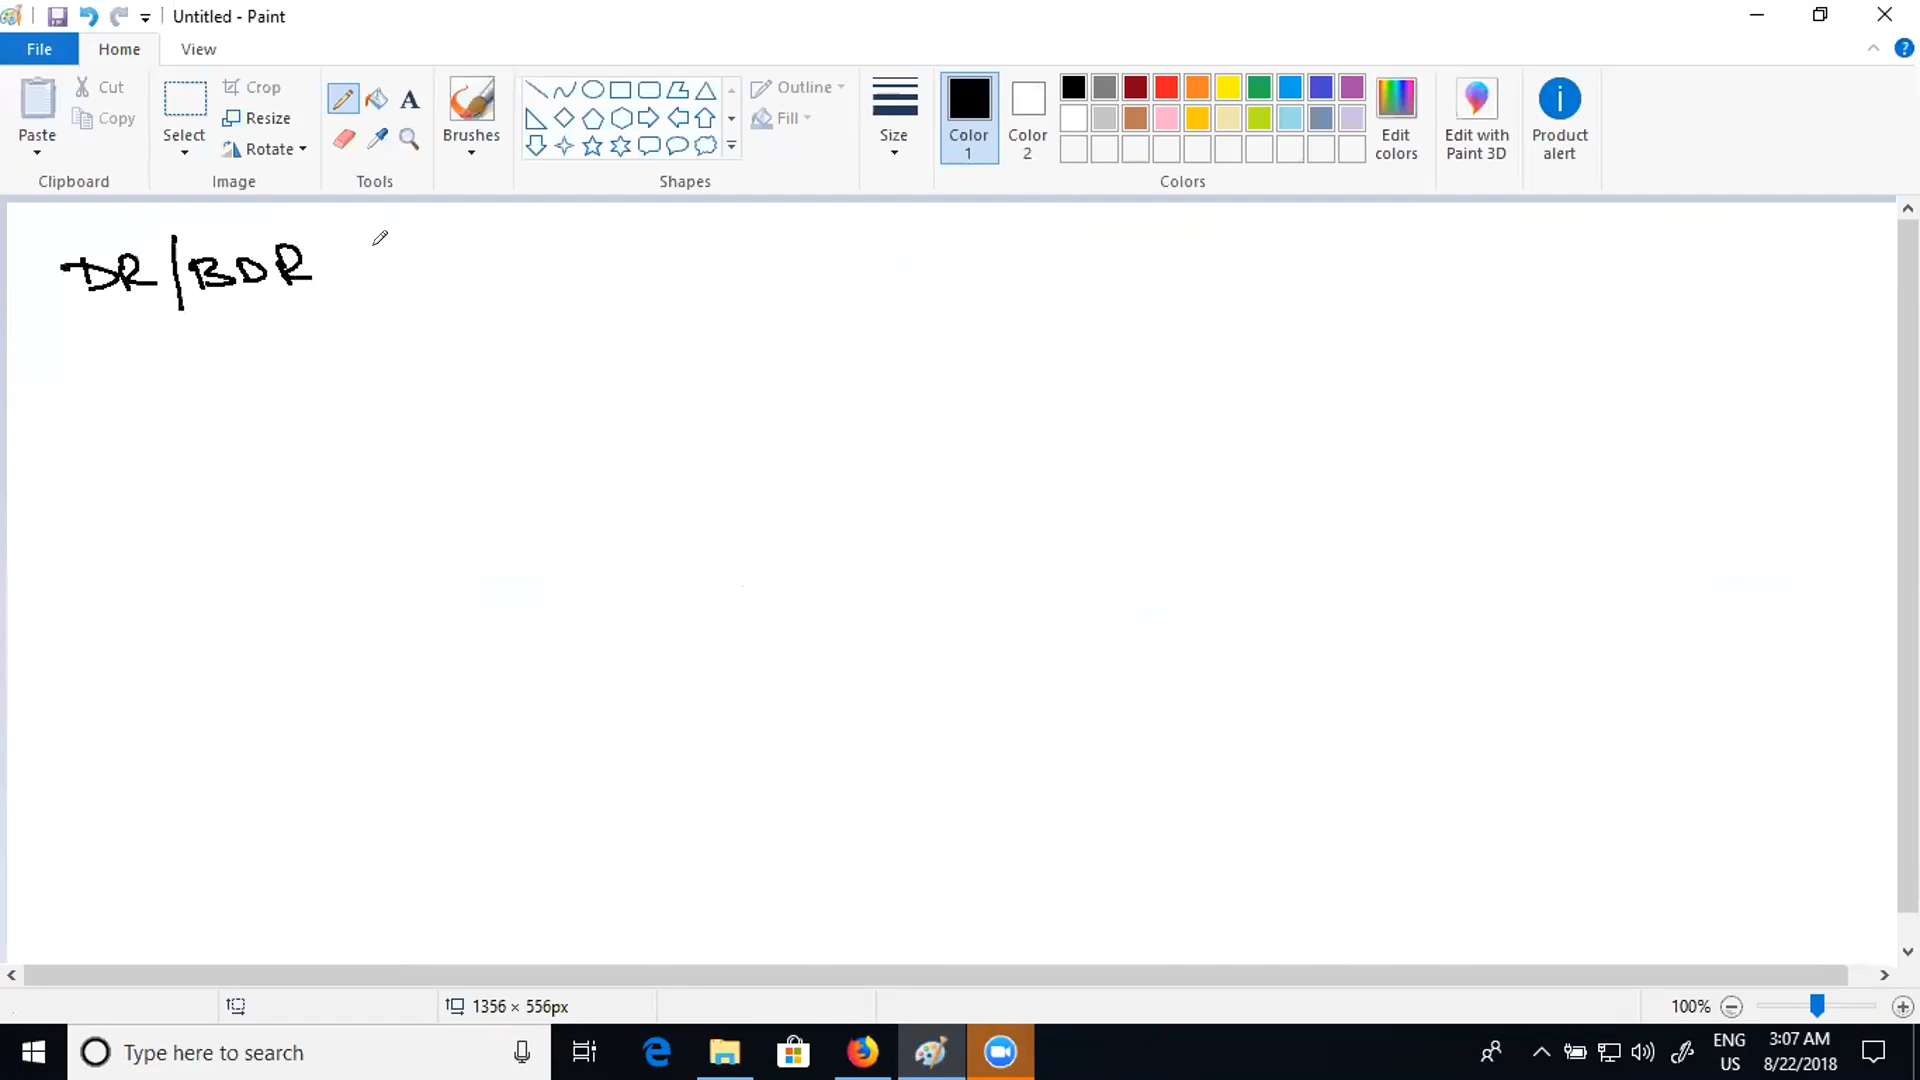 Untitled - Paint
File Home View
Paste Cut Copy Clipboard
Select Crop Resize Rotate Image
Tools
Brushes
Outline Fill Shapes
Size
Color 1 Color 2 Edit colors Colors
Edit with Paint 3D
Product alert
DR/BDR
1356 × 556px 100%
Type here to search
ENG US
3:07 AM
8/22/2018